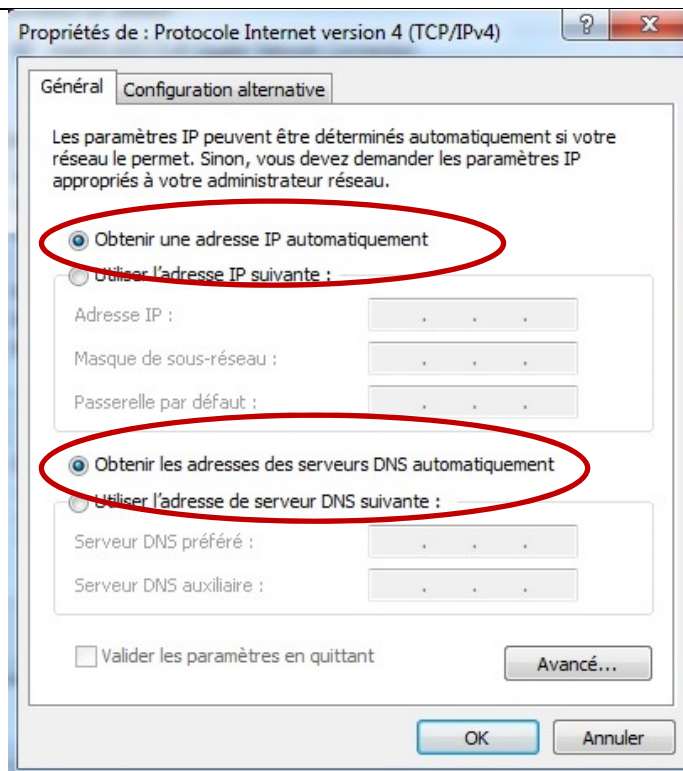 Propriétés de : Protocole Internet version 4 (TCP/IPv4)
Général
Configuration alternative
Les paramètres IP peuvent être déterminés automatiquement si votre
réseau le permet. Sinon, vous devez demander les paramètres IP
appropriés à votre administrateur réseau.
Obtenir une adresse IP automatiquement
Utiliser l'adresse IP suivante :
Adresse IP :
Masque de sous-réseau :
Passerelle par défaut :
Obtenir les adresses des serveurs DNS automatiquement
Utiliser l'adresse de serveur DNS suivante :
Serveur DNS préféré :
Serveur DNS auxiliaire :
Valider les paramètres en quittant
Avancé...
OK
Annuler